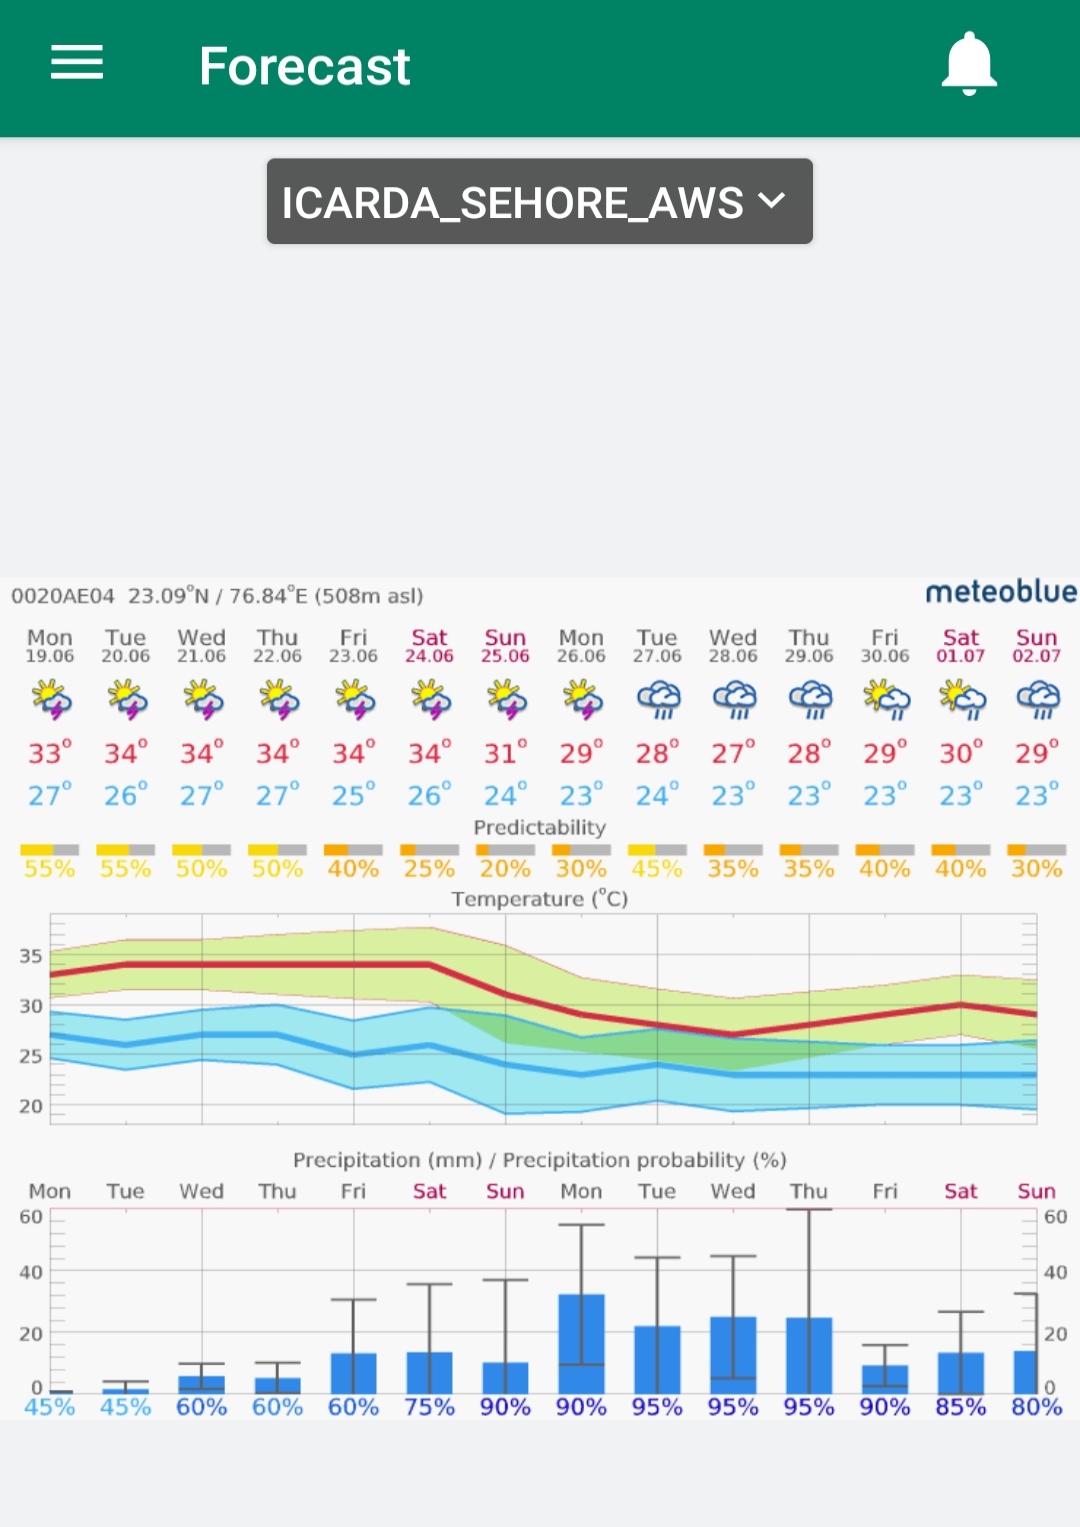 Forecast
ICARDA_SEHORE_AWS
0020AE04 23.09°N / 76.84°E (508m asl)
meteoblue
Mon Tue Wed Thu Fri Sat Sun Mon Tue Wed Thu Fri Sat Sun
19.06 20.06 21.06 22.06 23.06 24.06 25.06 26.06 27.06 28.06 29.06 30.06 01.07 02.07
33° 34° 34° 34° 34° 34° 31° 29° 28° 27° 28° 29° 30° 29°
27° 26° 27° 27° 25° 26° 24° 23° 24° 23° 23° 23° 23° 23°
Predictability
55% 55% 50% 50% 40% 25% 20% 30% 45% 35% 35% 40% 40% 30%
Temperature (°C)
35
30
25
20
Precipitation (mm) / Precipitation probability (%)
Mon Tue Wed Thu Fri Sat Sun Mon Tue Wed Thu Fri Sat Sun
60 60
40 40
20 20
0 0
45% 45% 60% 60% 60% 75% 90% 90% 95% 95% 95% 90% 85% 80%